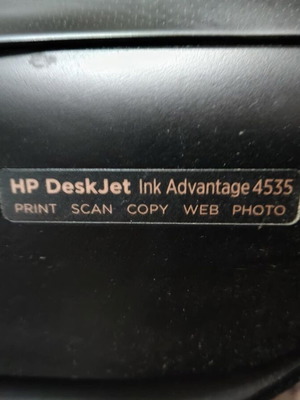 HP DeskJet Ink Advantage 4535
PRINT SCAN COPY WEB PHOTO